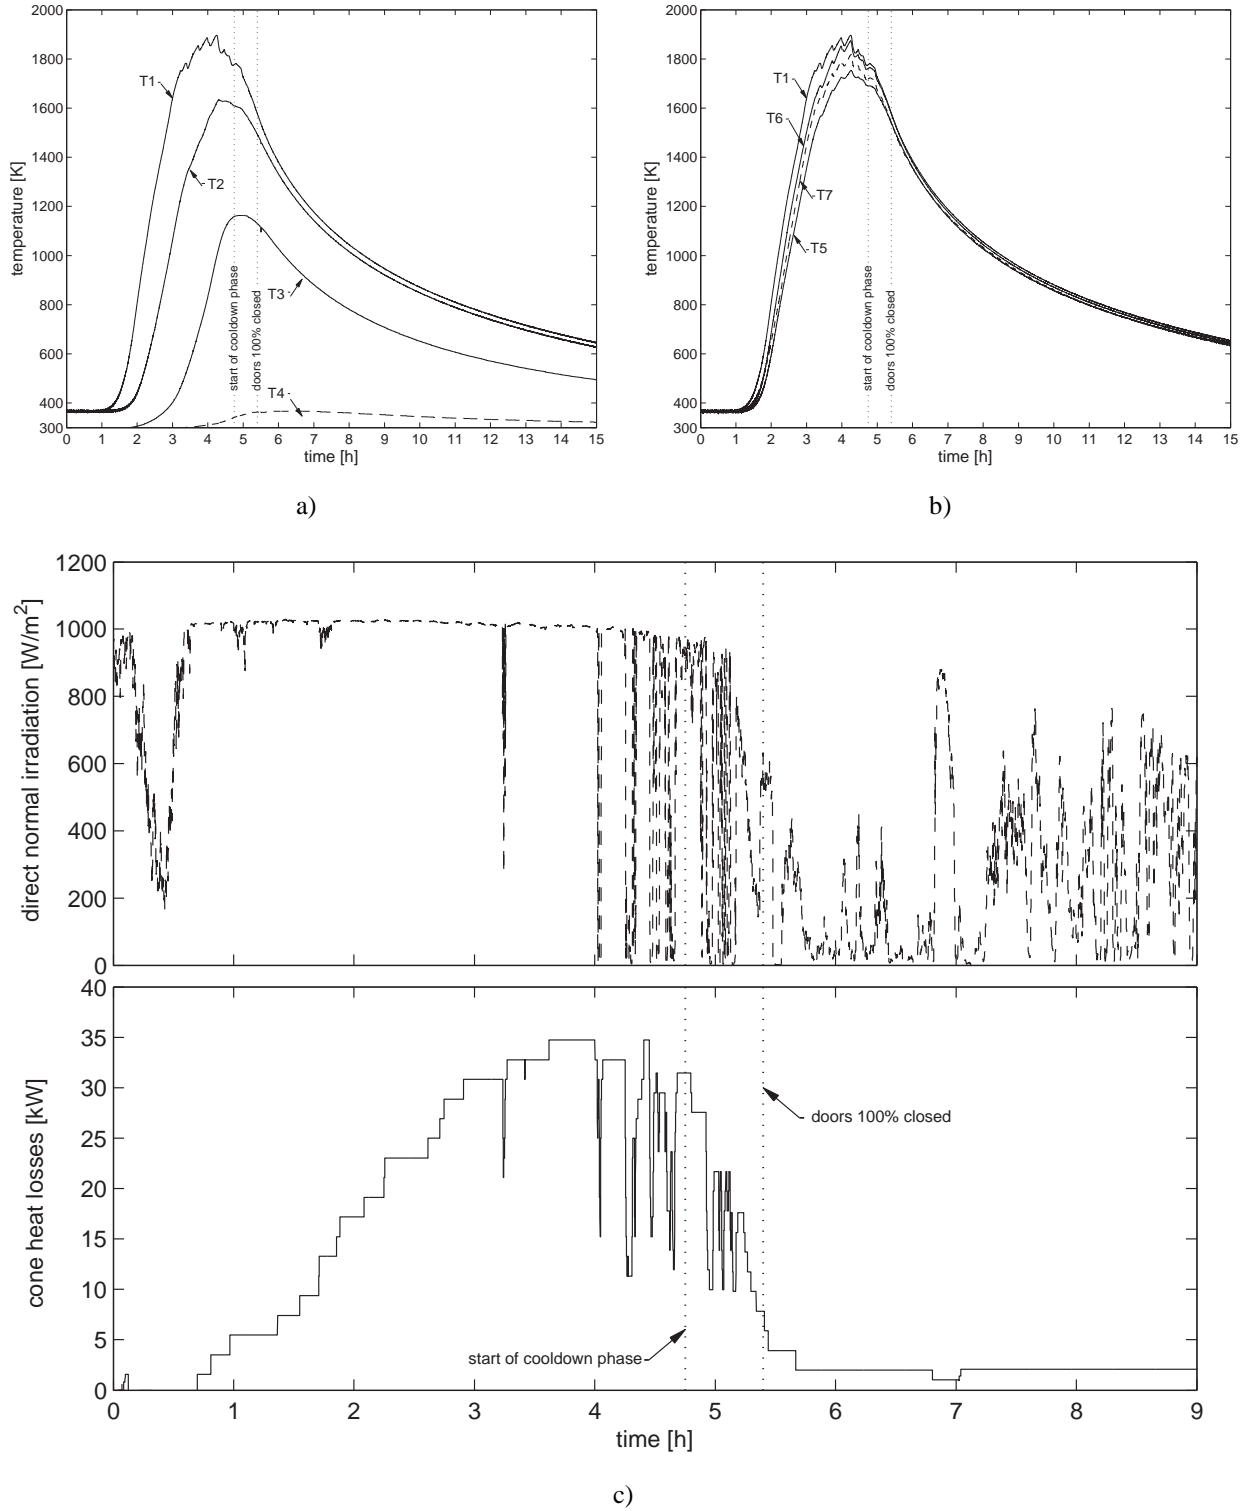 2000
1800
1600
1400
1200
1000
800
600
400
300
temperature [K]
T1
T2
T3
T4
start of cooldown phase
doors 100% closed
0 1 2 3 4 5 6 7 8 9 10 11 12 13 14 15
time [h]
a)
2000
1800
1600
1400
1200
1000
800
600
400
300
temperature [K]
T1
T6
T7
T5
start of cooldown phase
doors 100% closed
0 1 2 3 4 5 6 7 8 9 10 11 12 13 14 15
time [h]
b)
1200
1000
800
600
400
200
0
direct normal irradiation [W/m²]
40
35
30
25
20
15
10
5
0
cone heat losses [kW]
doors 100% closed
start of cooldown phase
0 1 2 3 4 5 6 7 8 9
time [h]
c)